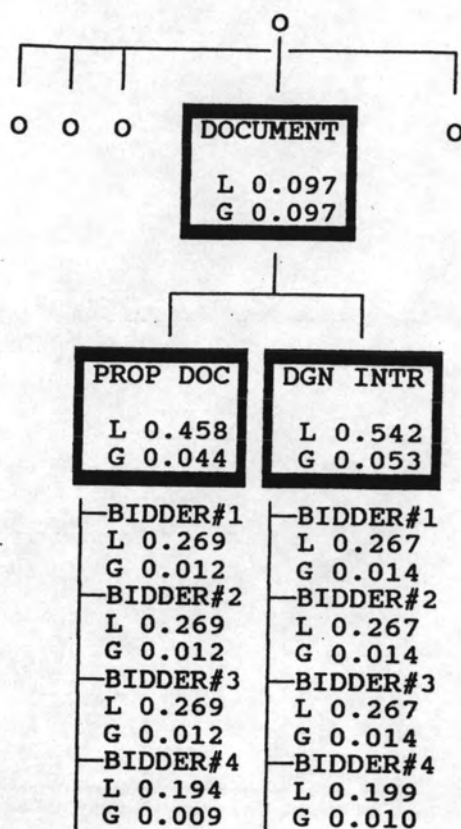 O
O O O O
DOCUMENT
L 0.097
G 0.097
PROP DOC
L 0.458
G 0.044
BIDDER#1
L 0.269
G 0.012
BIDDER#2
L 0.269
G 0.012
BIDDER#3
L 0.269
G 0.012
BIDDER#4
L 0.194
G 0.009
DGN INTR
L 0.542
G 0.053
BIDDER#1
L 0.267
G 0.014
BIDDER#2
L 0.267
G 0.014
BIDDER#3
L 0.267
G 0.014
BIDDER#4
L 0.199
G 0.010